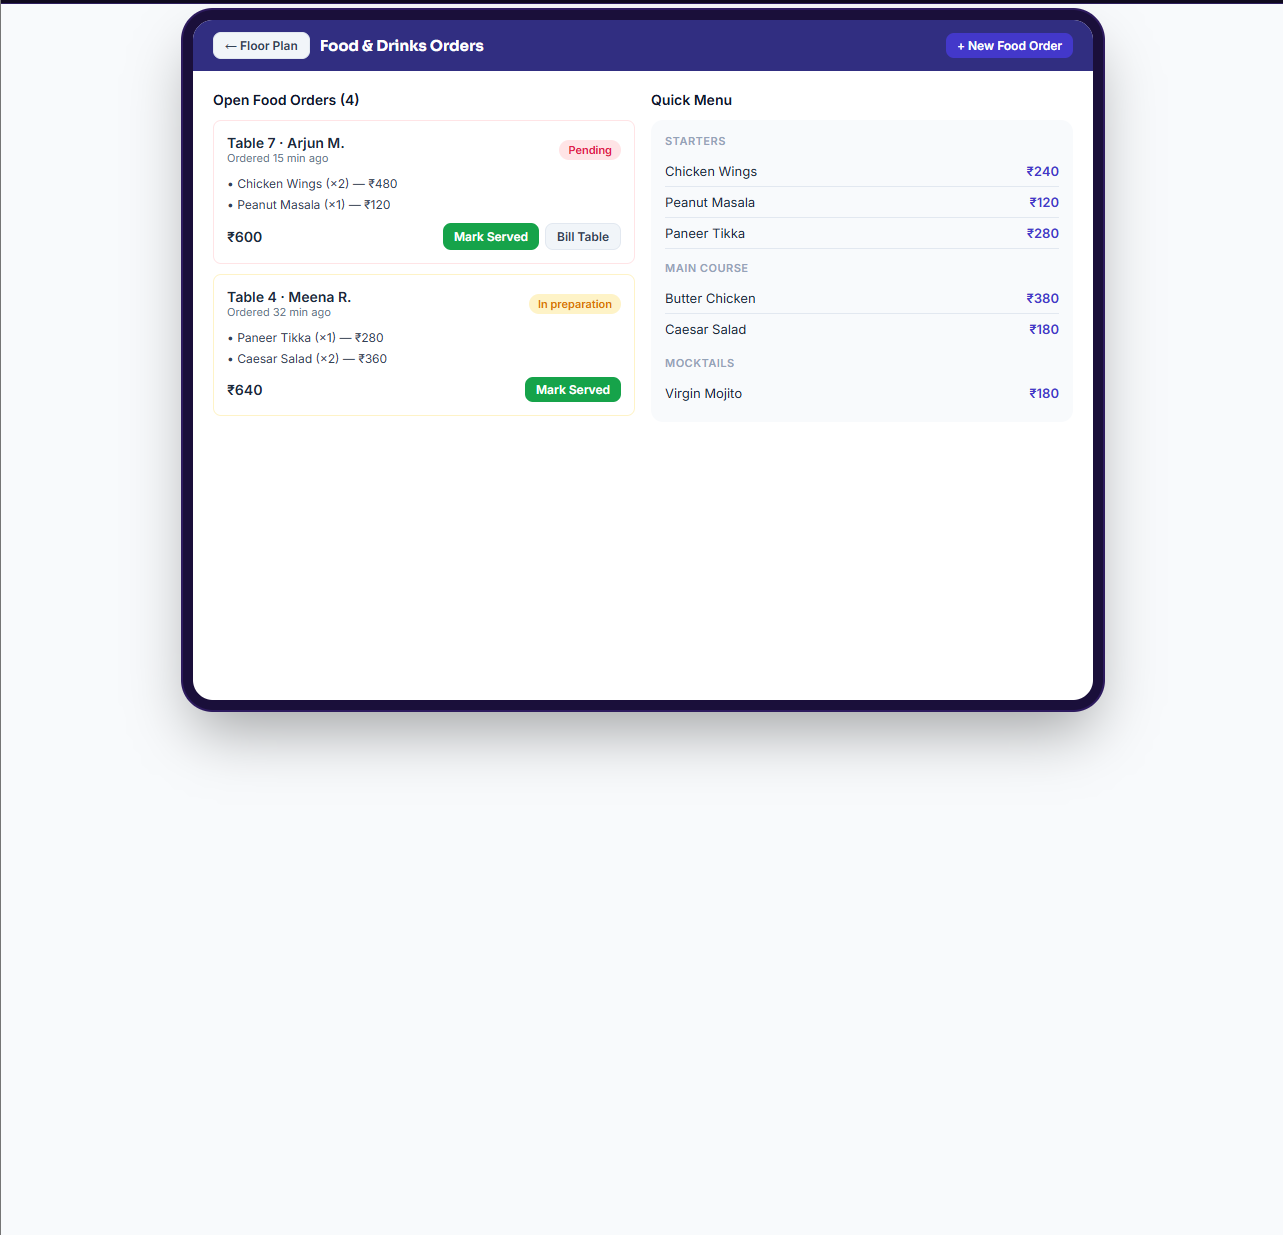 ← Floor Plan
Food & Drinks Orders
+ New Food Order
Open Food Orders (4)
Table 7 · Arjun M.
Ordered 15 min ago
Pending
• Chicken Wings (×2) — ₹480
• Peanut Masala (×1) — ₹120
₹600
Mark Served
Bill Table
Table 4 · Meena R.
Ordered 32 min ago
In preparation
• Paneer Tikka (×1) — ₹280
• Caesar Salad (×2) — ₹360
₹640
Mark Served
Quick Menu
STARTERS
Chicken Wings ₹240
Peanut Masala ₹120
Paneer Tikka ₹280
MAIN COURSE
Butter Chicken ₹380
Caesar Salad ₹180
MOCKTAILS
Virgin Mojito ₹180